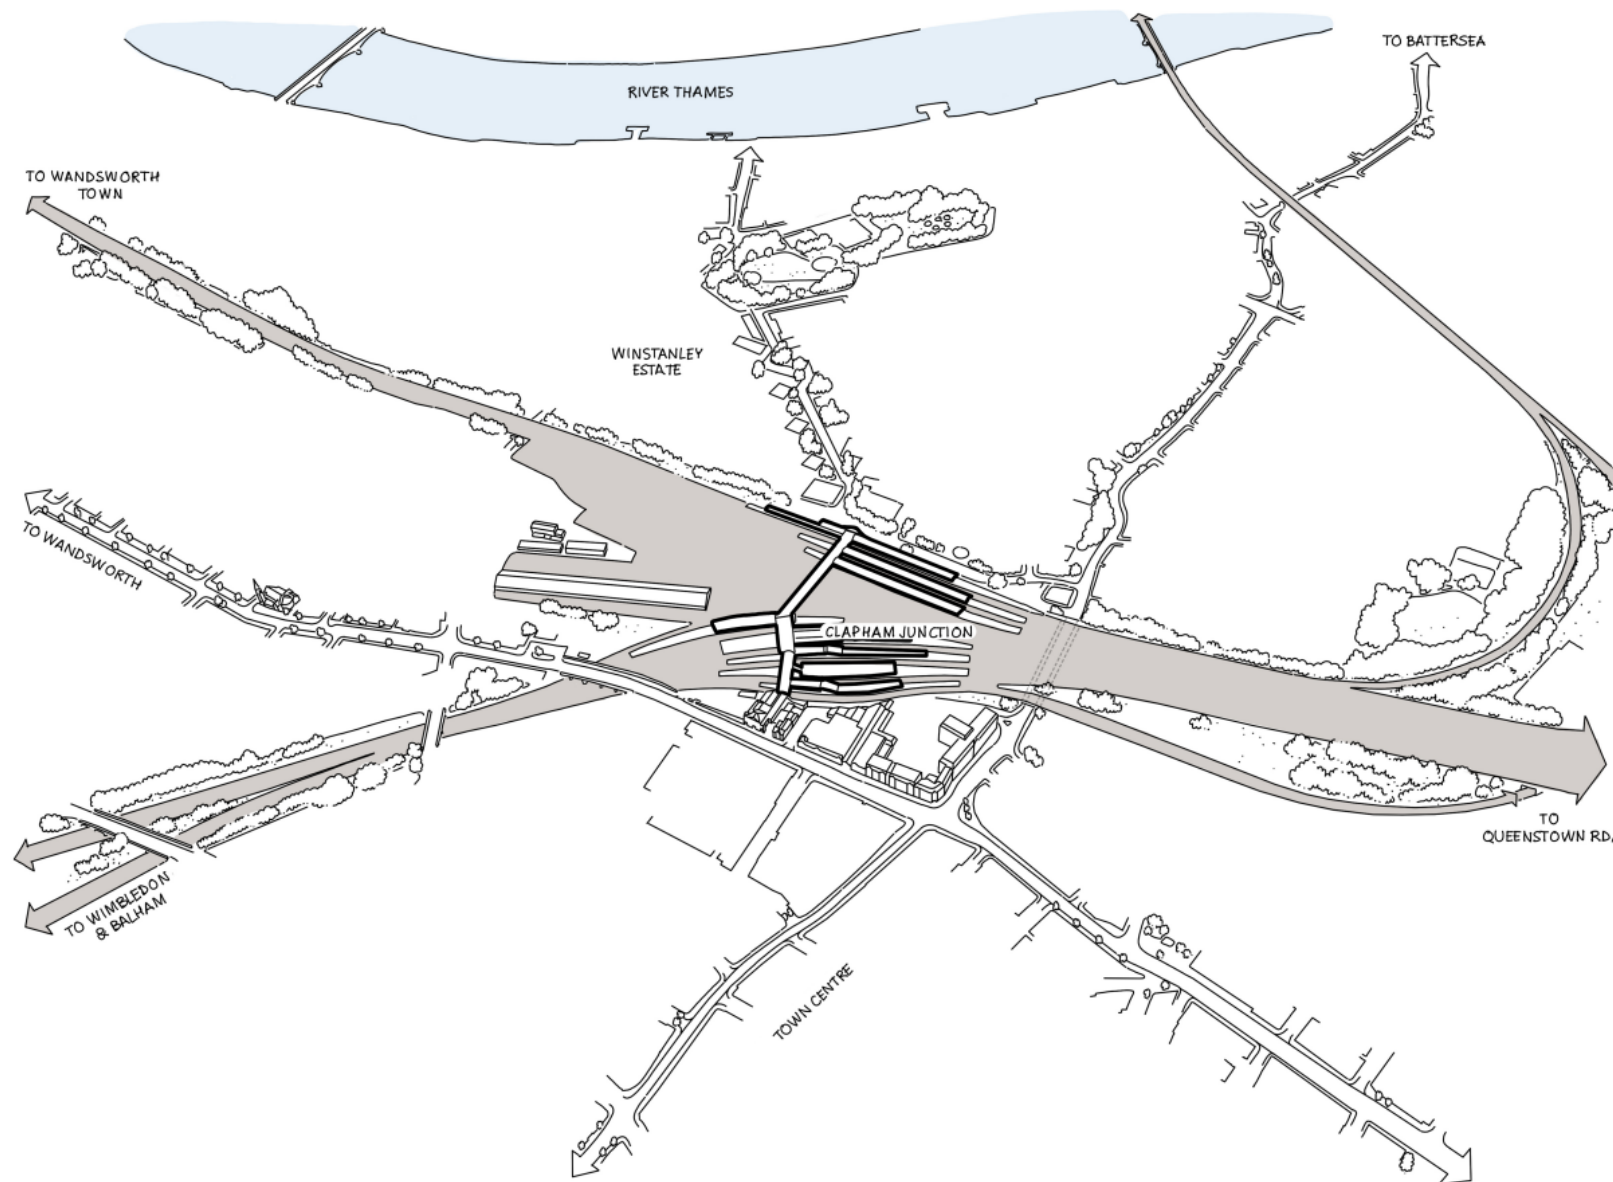 TO BATTERSEA
RIVER THAMES
TO WANDSWORTH
TOWN
WINSTANLEY
ESTATE
TO WANDSWORTH
CLAPHAM JUNCTION
TO
QUEENSTOWN RD.
TO WIMBLEDON
& BALHAM
TOWN CENTRE